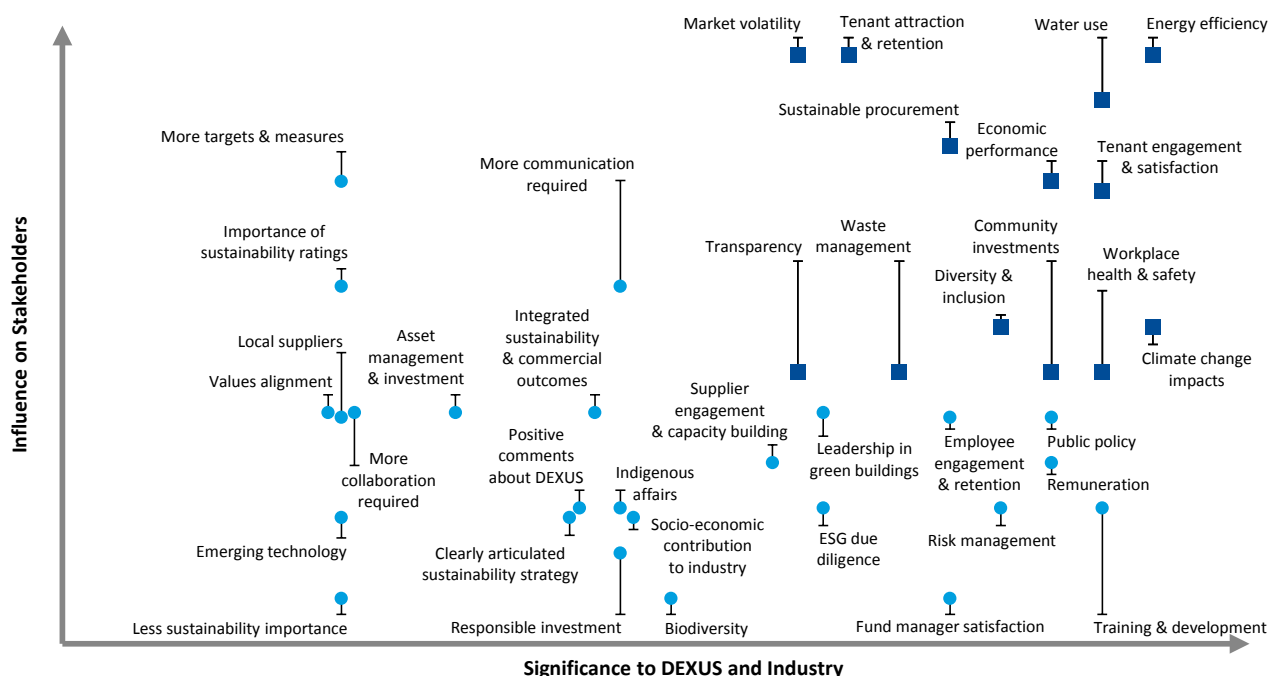 Market volatility
Tenant attraction
& retention
Water use
Energy efficiency
Sustainable procurement
Economic
performance
Tenant engagement
& satisfaction
More targets & measures
More communication
required
Importance of
sustainability ratings
Transparency
Waste
management
Community
investments
Diversity &
inclusion
Workplace
health & safety
Climate change
impacts
Local suppliers
Values alignment
Asset
management
& investment
Integrated
sustainability
& commercial
outcomes
Supplier
engagement
& capacity building
More
collaboration
required
Positive
comments
about DEXUS
Indigenous
affairs
Leadership in
green buildings
Employee
engagement
& retention
Public policy
Remuneration
Emerging technology
Clearly articulated
sustainability strategy
Socio-economic
contribution
to industry
ESG due
diligence
Risk management
Less sustainability importance
Responsible investment
Biodiversity
Fund manager satisfaction
Training & development
Influence on Stakeholders
Significance to DEXUS and Industry